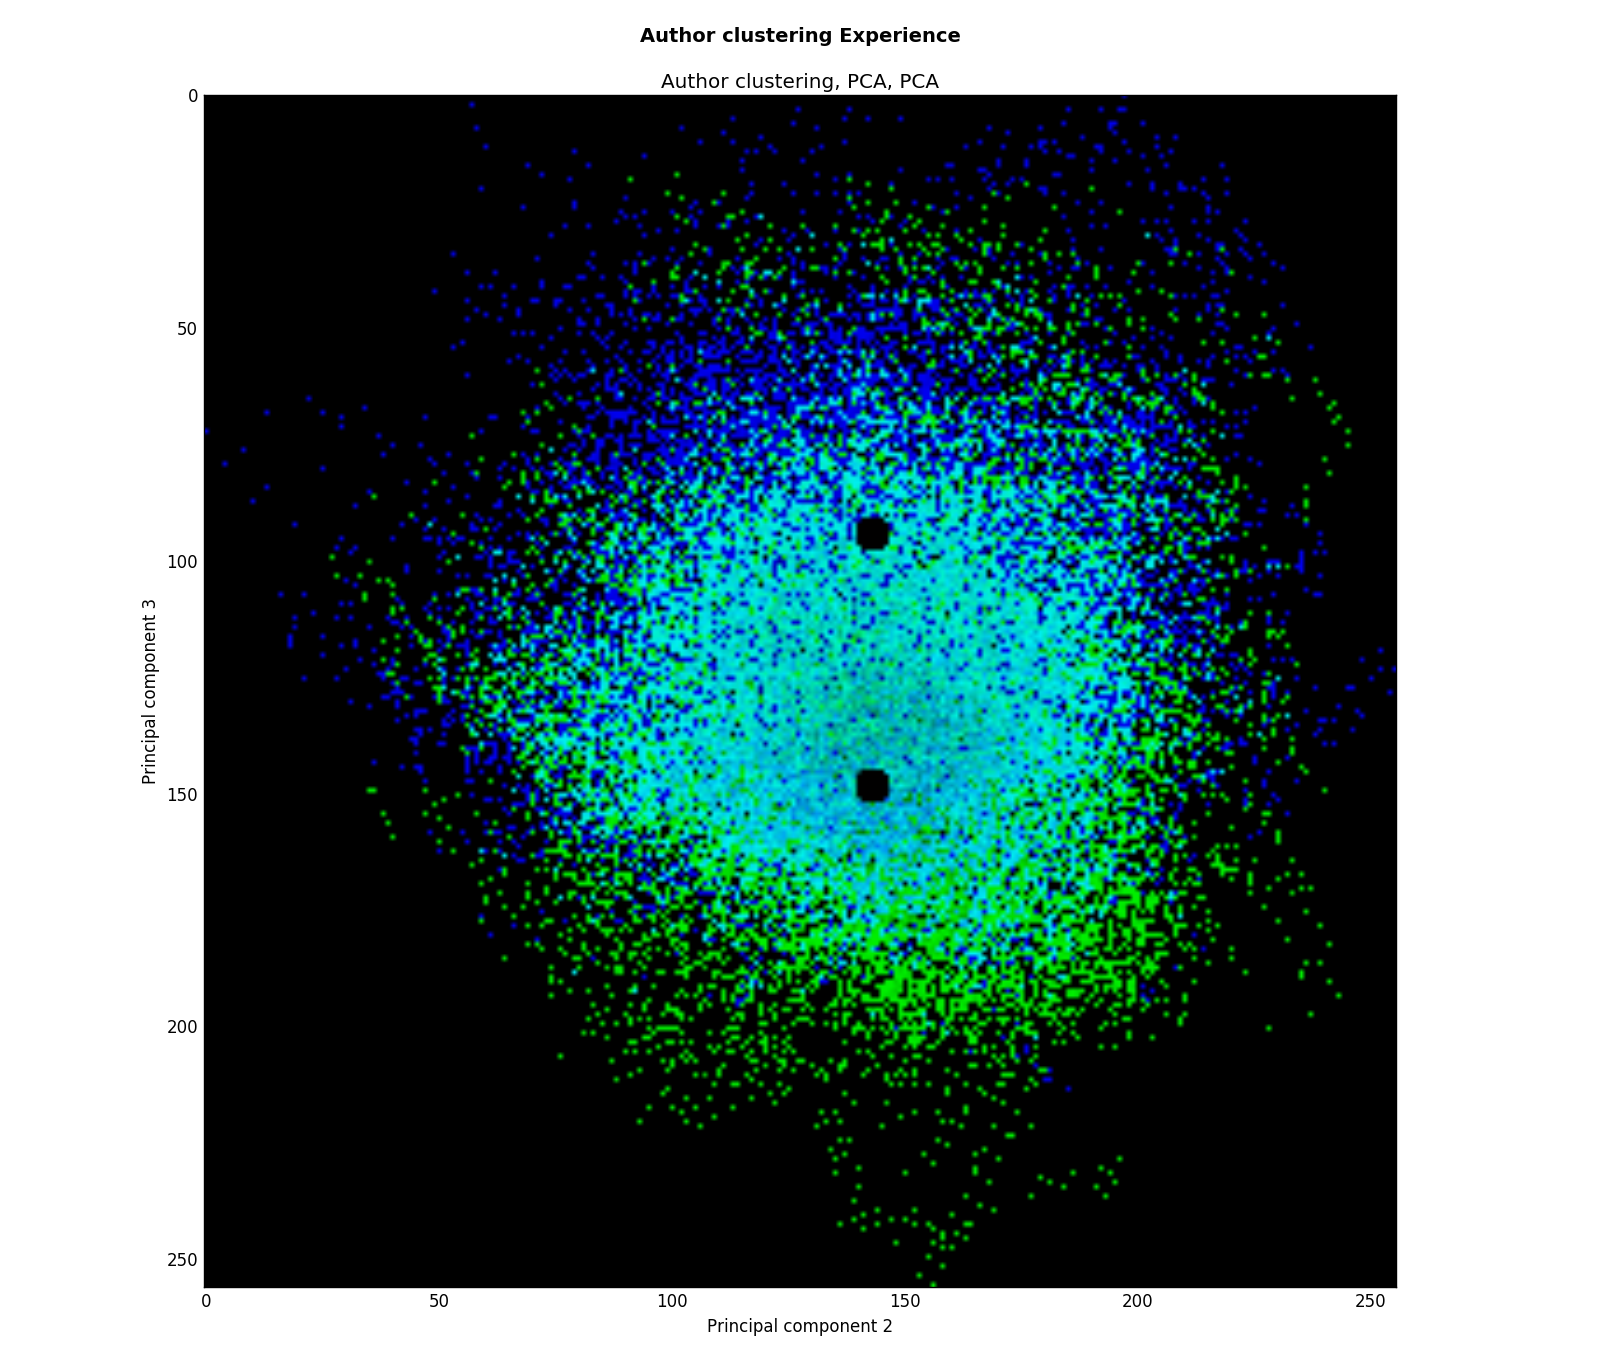 Author clustering Experience
Author clustering, PCA, PCA
0
50
100
150
200
250
Principal component 3
0 50 100 150 200 250
Principal component 2